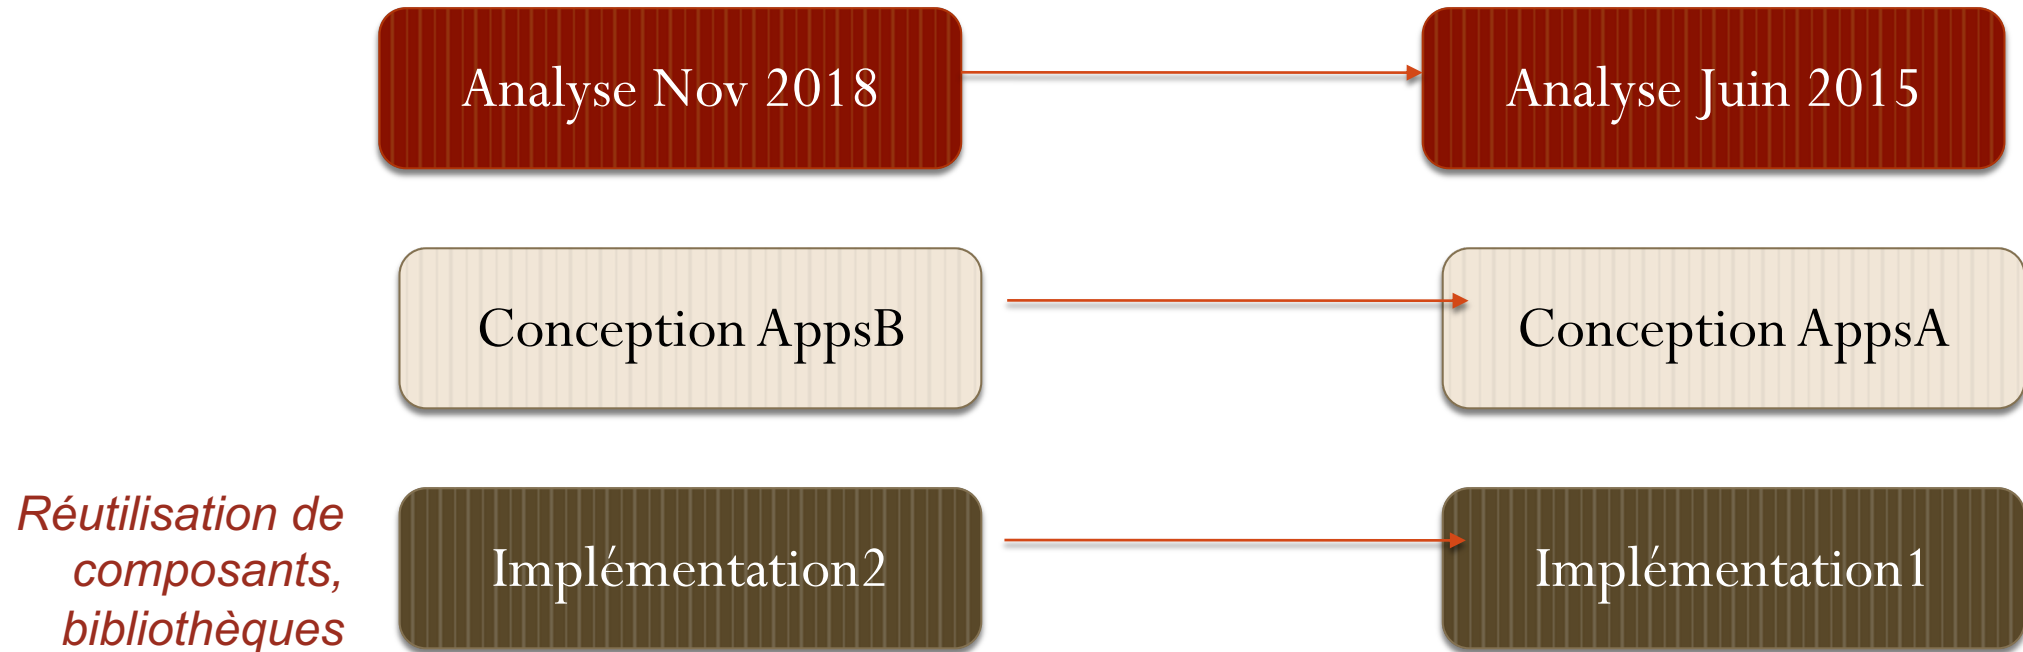 Analyse Nov 2018
Analyse Juin 2015
Conception AppsB
Conception AppsA
Réutilisation de
composants,
bibliothèques
Implémentation2
Implémentation1